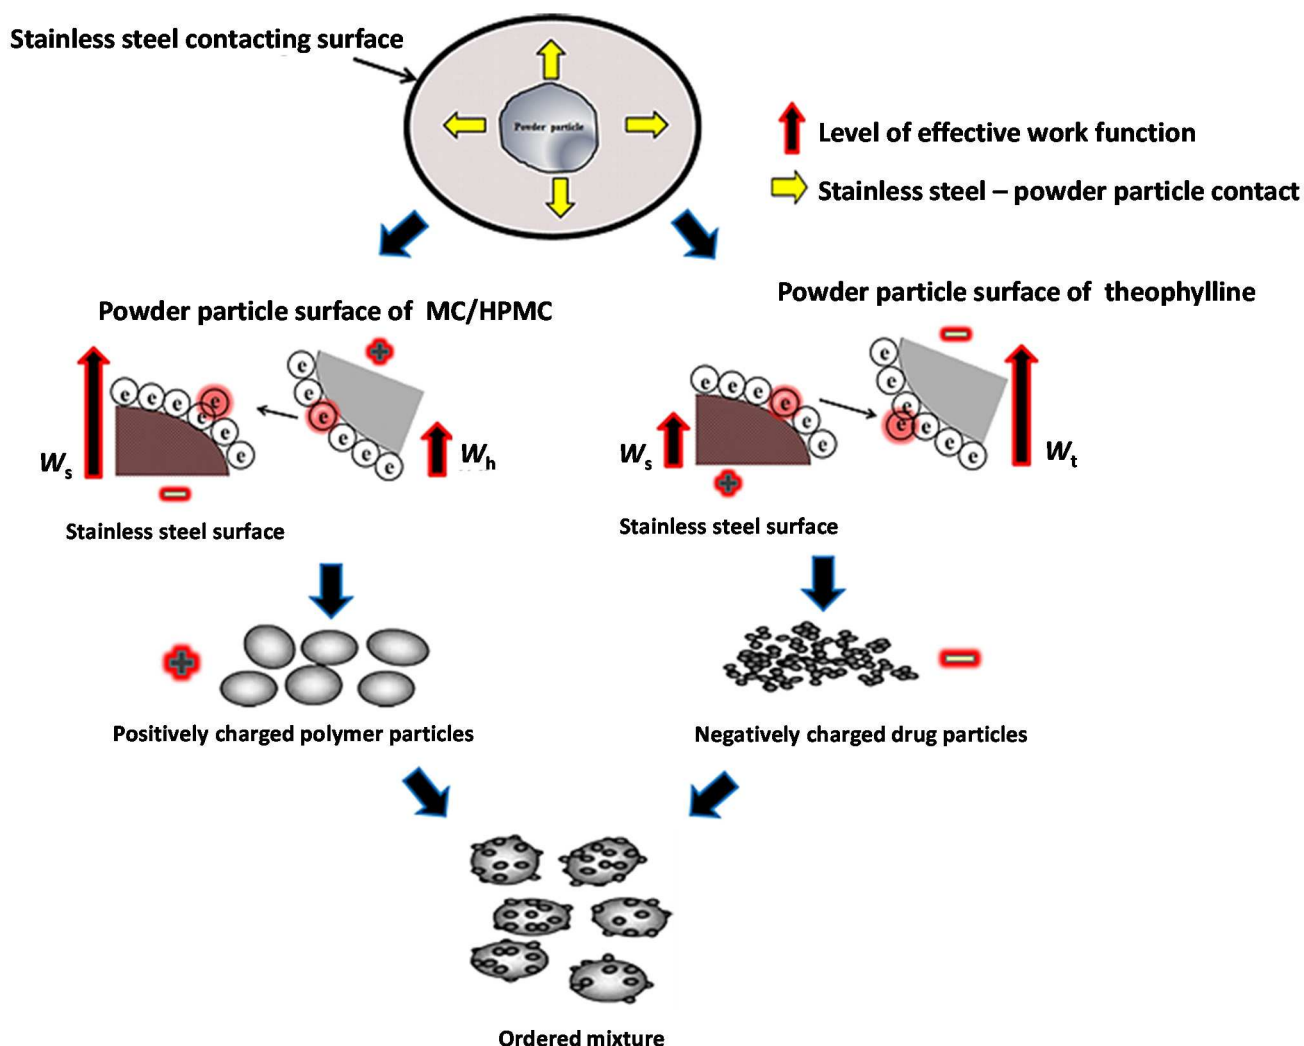 Stainless steel contacting surface
Powder particle
Level of effective work function
Stainless steel – powder particle contact
Powder particle surface of MC/HPMC
Powder particle surface of theophylline
e
e
e
e
e
e
e
e
e
e
e
e
e
e
Ws
Wh
e
e
e
e
e
e
e
e
e
e
e
e
e
Ws
Wt
Stainless steel surface
Stainless steel surface
Positively charged polymer particles
Negatively charged drug particles
Ordered mixture